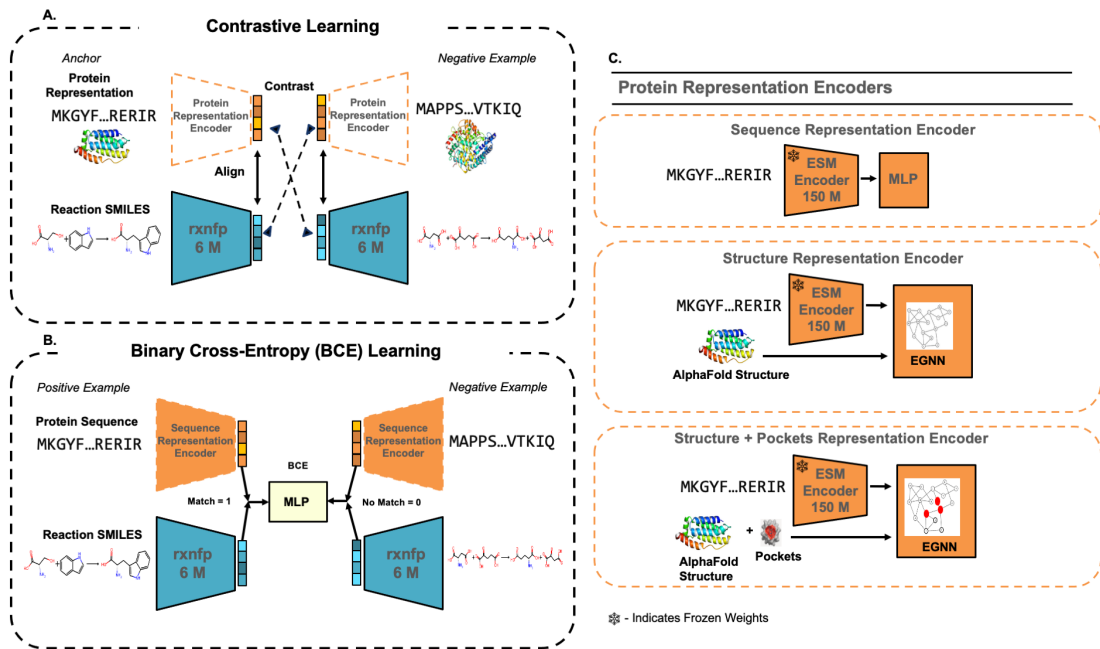 A.
Contrastive Learning
Anchor
Negative Example
Protein
Representation
MKGYF...RERIR
Protein
Representation
Encoder
Contrast
Protein
Representation
Encoder
MAPPS...VTKIQ
Align
Reaction SMILES
rxnfp
6 M
rxnfp
6 M
B.
Binary Cross-Entropy (BCE) Learning
Positive Example
Negative Example
Protein Sequence
MKGYF...RERIR
Sequence
Representation
Encoder
Sequence
Representation
Encoder
MAPPS...VTKIQ
BCE
MLP
Match = 1
No Match = 0
Reaction SMILES
rxnfp
6 M
rxnfp
6 M
C.
Protein Representation Encoders
Sequence Representation Encoder
MKGYF...RERIR
ESM
Encoder
150 M
MLP
Structure Representation Encoder
MKGYF...RERIR
ESM
Encoder
150 M
AlphaFold Structure
EGNN
Structure + Pockets Representation Encoder
MKGYF...RERIR
ESM
Encoder
150 M
+
AlphaFold
Structure
Pockets
EGNN
- Indicates Frozen Weights